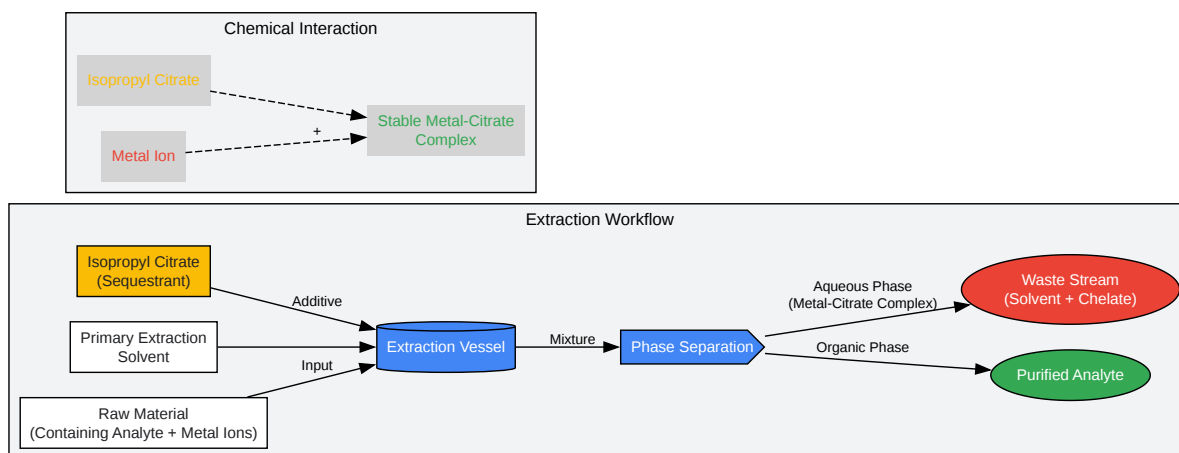 Chemical Interaction
Isopropyl Citrate
Metal Ion
+
Stable Metal-Citrate
Complex
Extraction Workflow
Isopropyl Citrate
(Sequestrant)
Primary Extraction
Solvent
Raw Material
(Containing Analyte + Metal Ions)
Additive
Input
Extraction Vessel
Mixture
Phase Separation
Aqueous Phase
(Metal-Citrate Complex)
Organic Phase
Waste Stream
(Solvent + Chelate)
Purified Analyte